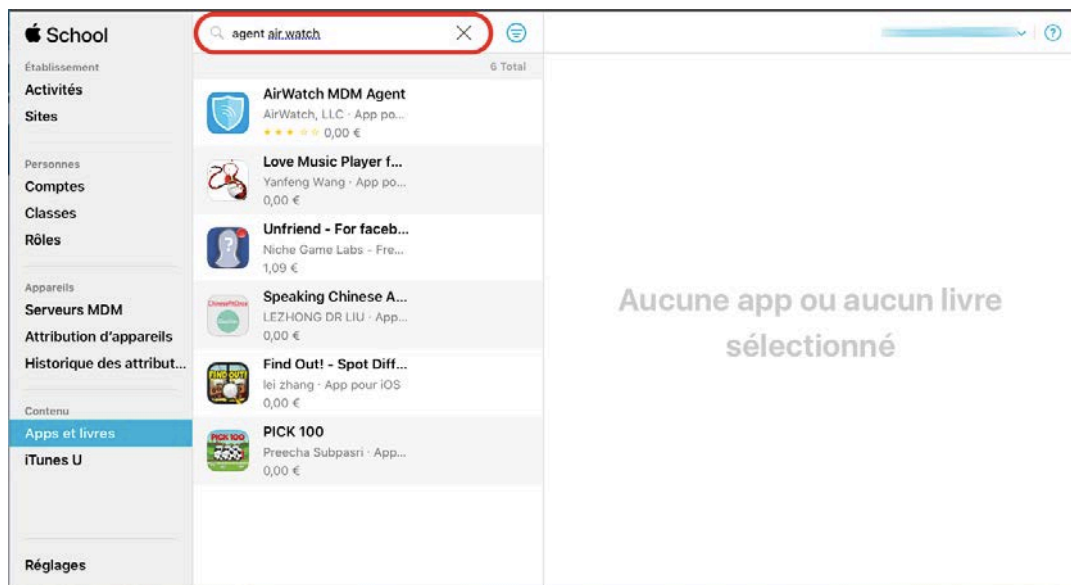 School
Établissement
Activités
Sites
Personnes
Comptes
Classes
Rôles
Appareils
Serveurs MDM
Attribution d'appareils
Historique des attribut...
Contenu
Apps et livres
iTunes U
Réglages
agent air watch
6 Total
AirWatch MDM Agent
AirWatch, LLC · App po...
0,00 €
Love Music Player f...
Yanfeng Wang · App po...
0,00 €
Unfriend - For faceb...
Niche Game Labs - Fre...
1,09 €
Speaking Chinese A...
LEZHONG DR LIU · App...
0,00 €
FIND OUT!
Find Out! - Spot Diff...
lei zhang · App pour iOS
0,00 €
PICK 100
PICK 100
Preecha Subpasri · App...
0,00 €
?
Aucune app ou aucun livre
sélectionné